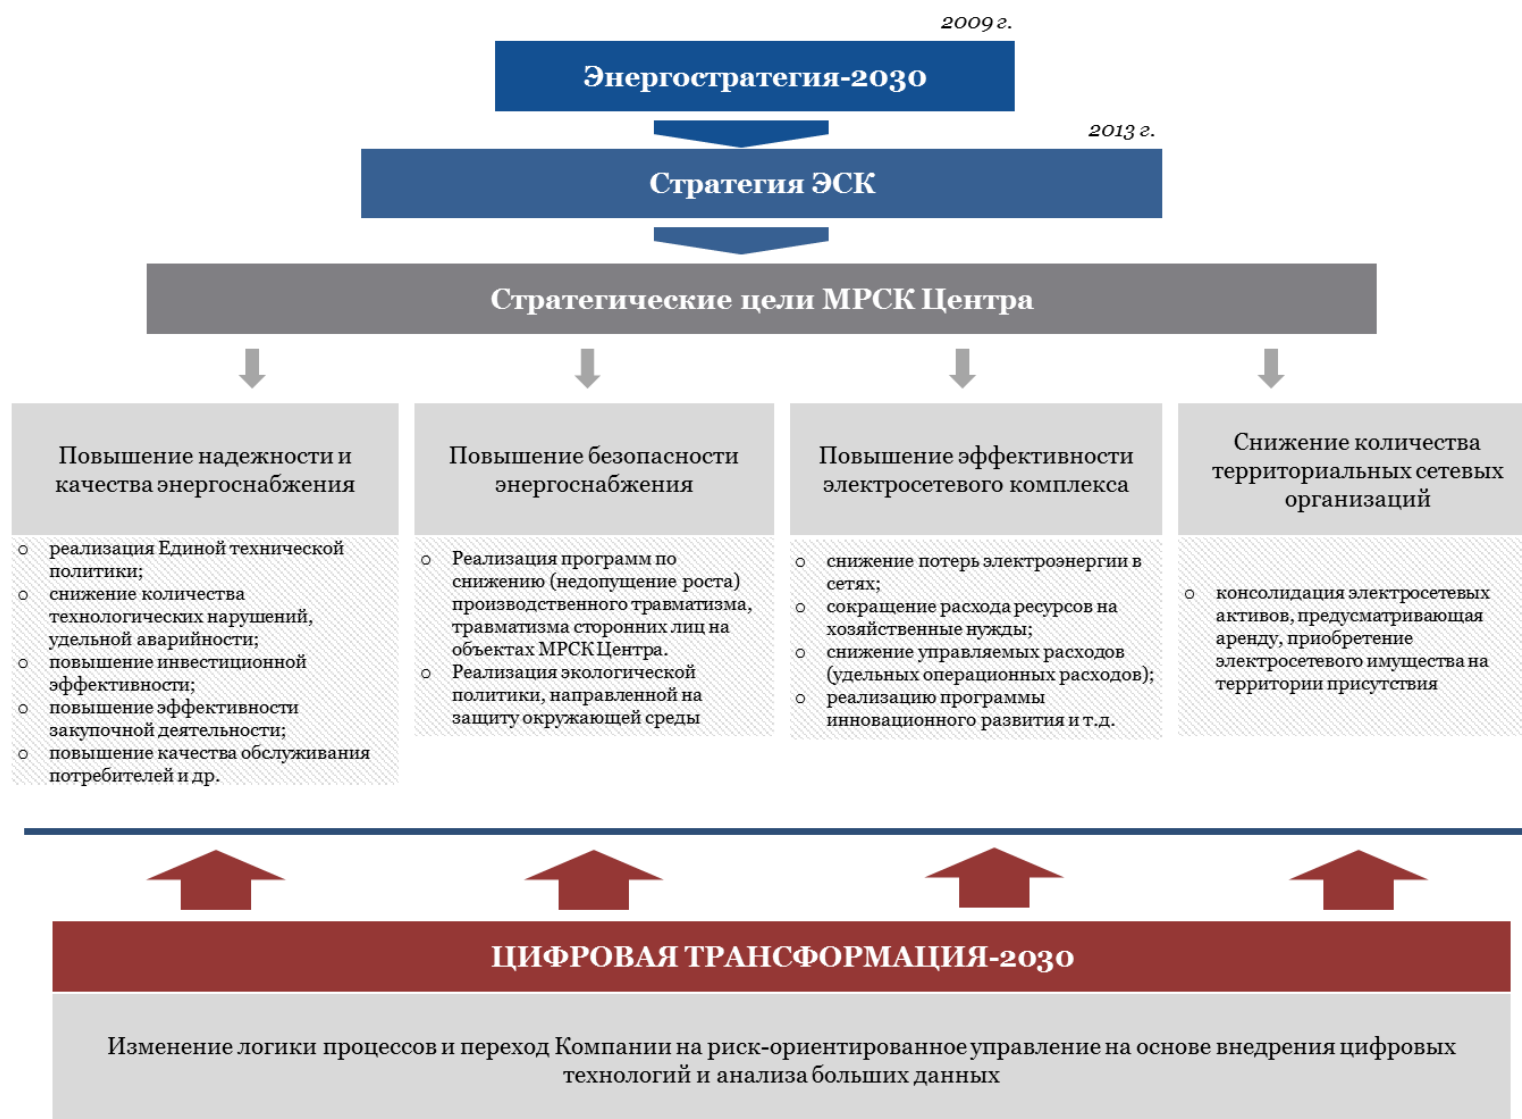 2009 г.
Энергостратегия-2030
2013 г.
Стратегия ЭСК
Стратегические цели МРСК Центра
Повышение надежности и
качества энергоснабжения
o реализация Единой технической
политики;
o снижение количества
технологических нарушений,
удельной аварийности;
o повышение инвестиционной
эффективности;
o повышение эффективности
закупочной деятельности;
o повышение качества обслуживания
потребителей и др.
Повышение безопасности
энергоснабжения
o Реализация программ по
снижению (недопущение роста)
производственного травматизма,
травматизма сторонних лиц на
объектах МРСК Центра.
o Реализация экологической
политики, направленной на
защиту окружающей среды
Повышение эффективности
электросетевого комплекса
o снижение потерь электроэнергии в
сетях;
o сокращение расхода ресурсов на
хозяйственные нужды;
o снижение управляемых расходов
(удельных операционных расходов);
o реализацию программы
инновационного развития и т.д.
Снижение количества
территориальных сетевых
организаций
o консолидация электросетевых
активов, предусматривающая
аренду, приобретение
электросетевого имущества на
территории присутствия
ЦИФРОВАЯ ТРАНСФОРМАЦИЯ-2030
Изменение логики процессов и переход Компании на риск-ориентированное управление на основе внедрения цифровых
технологий и анализа больших данных